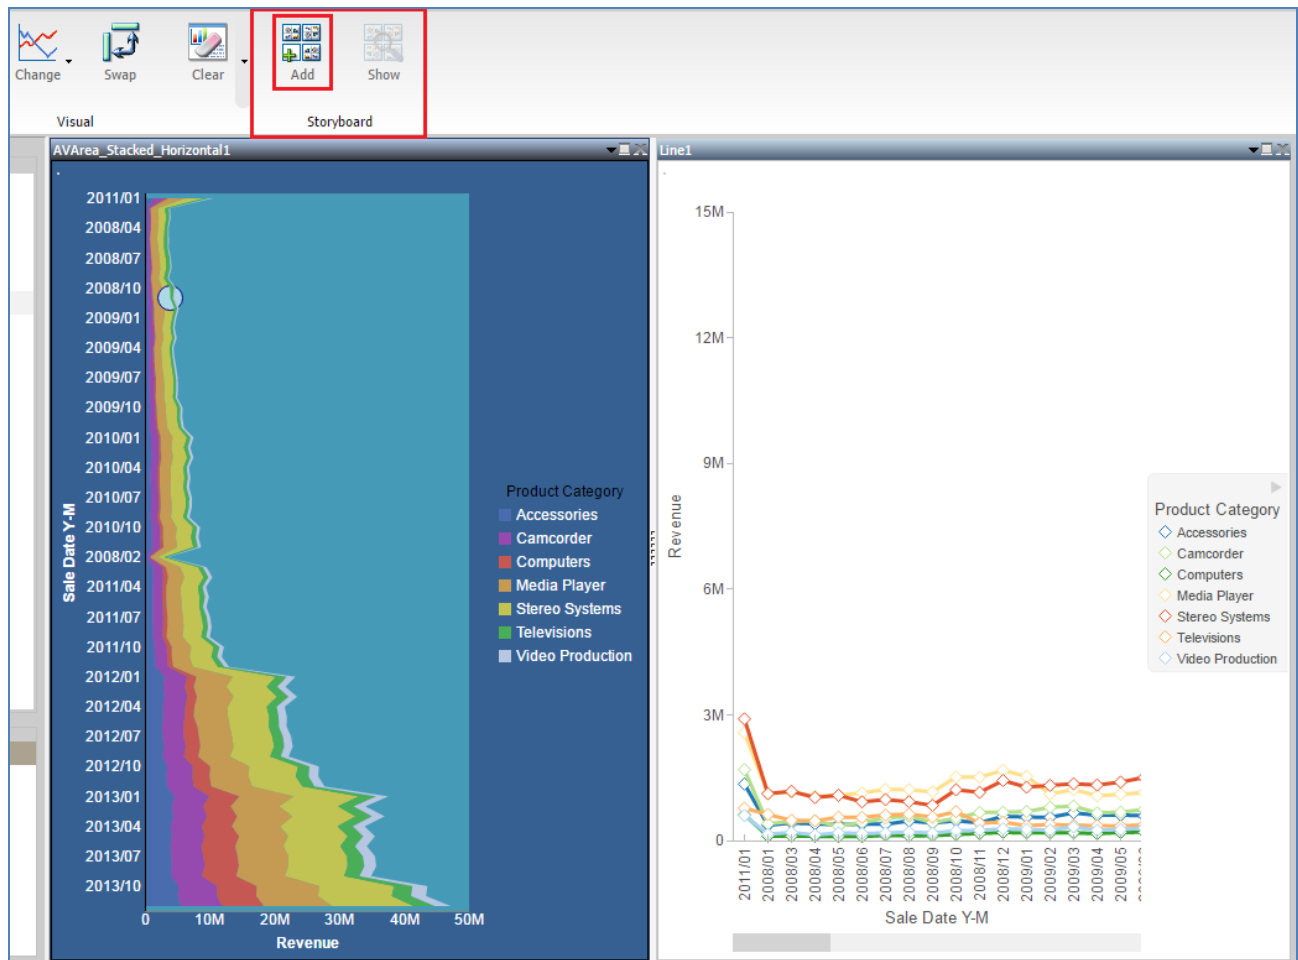 Change
Swap
Clear
Add
Show
Visual
Storyboard
AVArea_Stacked_Horizontal1
2011/01
2008/04
2008/07
2008/10
2009/01
2009/04
2009/07
2009/10
2010/01
2010/04
2010/07
2010/10
2008/02
2011/04
2011/07
2011/10
2012/01
2012/04
2012/07
2012/10
2013/01
2013/04
2013/07
2013/10
Sale Date Y-M
0 10M 20M 30M 40M 50M
Revenue
Product Category
Accessories
Camcorder
Computers
Media Player
Stereo Systems
Televisions
Video Production
Line1
15M
12M
9M
6M
3M
0
Revenue
2011/01
2008/01
2008/03
2008/04
2008/05
2008/06
2008/07
2008/08
2008/09
2008/10
2008/11
2008/12
2009/01
2009/02
2009/03
2009/04
2009/05
Sale Date Y-M
Product Category
Accessories
Camcorder
Computers
Media Player
Stereo Systems
Televisions
Video Production